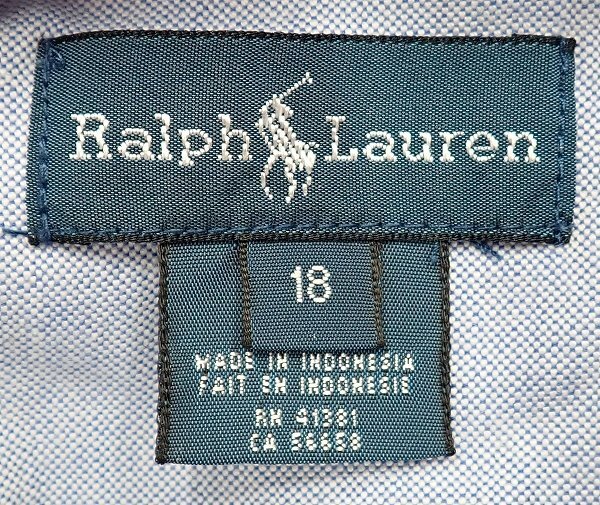 Ralph Lauren
18
MADE IN INDONESIA
FAIT EN INDONESIE
RN 41381
CA 56658